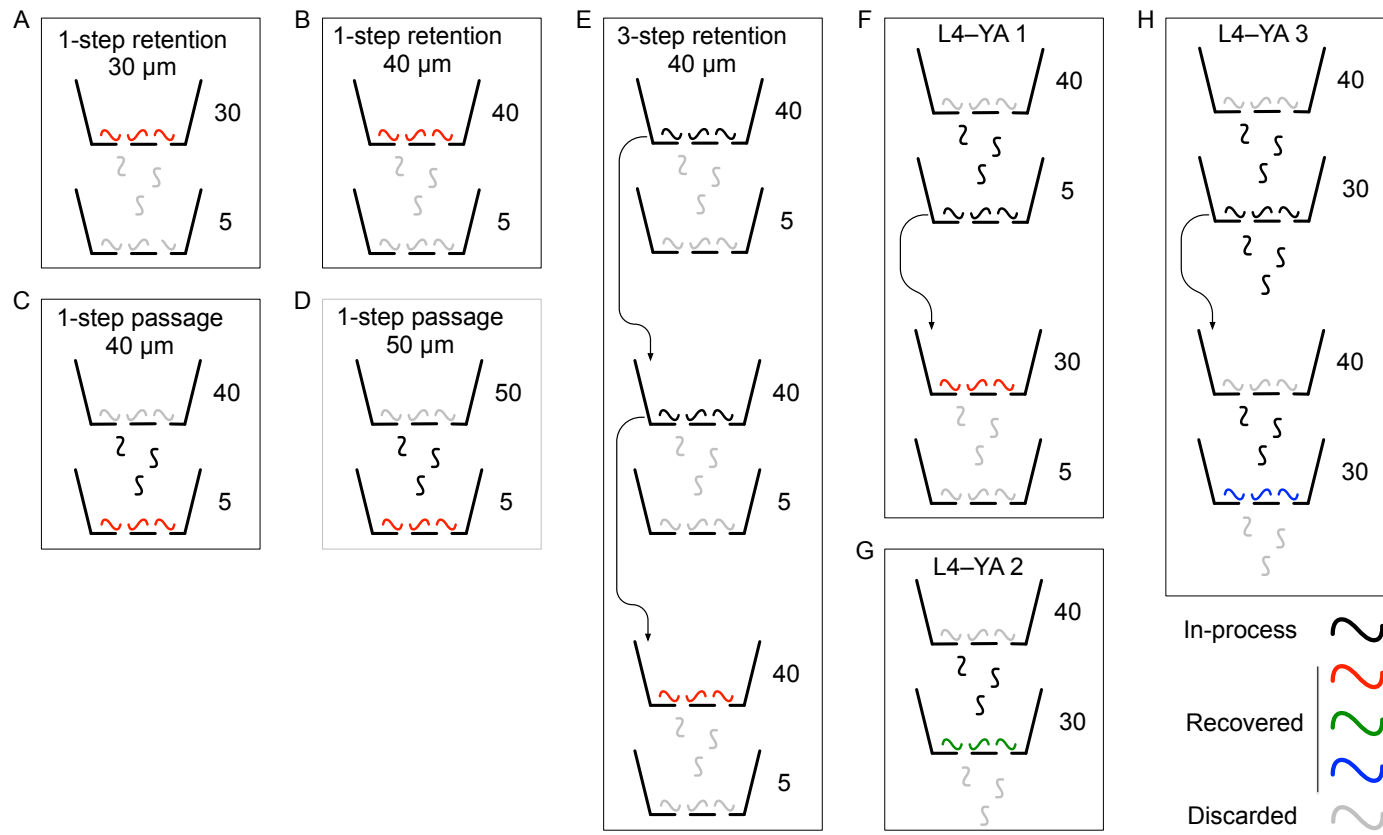 A
1-step retention
30 µm
30
5
B
1-step retention
40 µm
40
5
C
1-step passage
40 µm
40
5
D
1-step passage
50 µm
50
5
E
3-step retention
40 µm
40
5
40
5
40
5
F
L4–YA 1
40
5
30
5
G
L4–YA 2
40
30
H
L4–YA 3
40
30
40
30
In-process
Recovered
Discarded